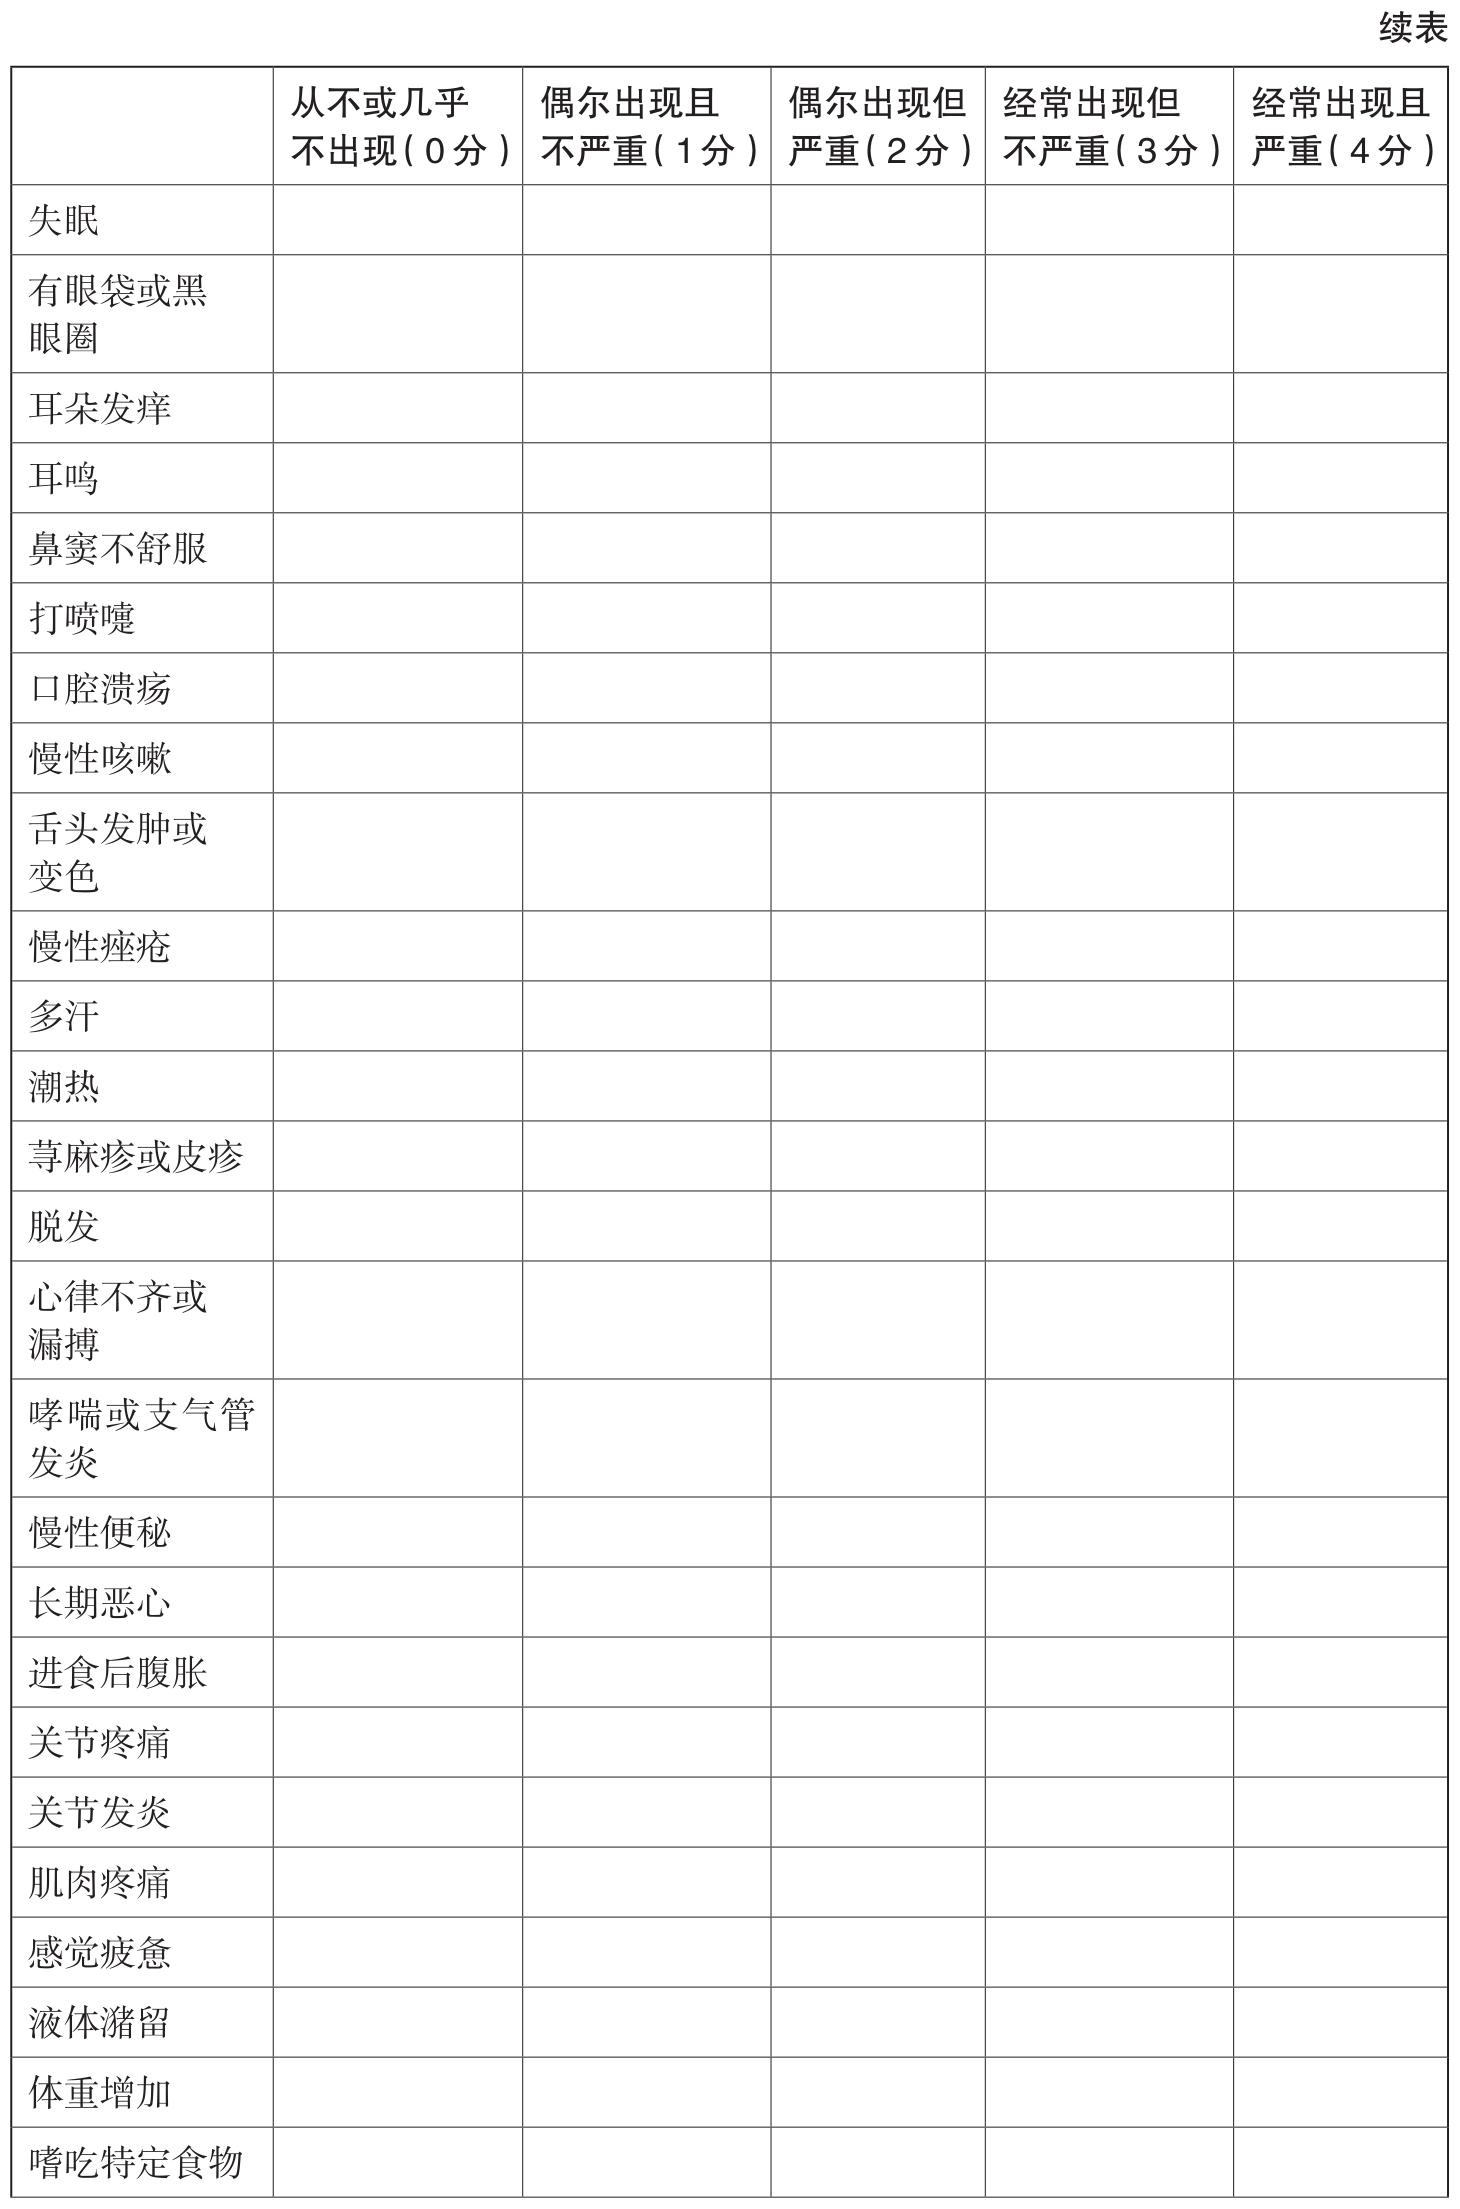 续表
从不或几乎 偶尔出现且 偶尔出现但 经常出现但 经常出现且
不出现(0分) 不严重(1分) 严重(2分) 不严重(3分) 严重(4分)
失眠
有眼袋或黑
眼圈
耳朵发痒
耳鸣
鼻窦不舒服
打喷嚏
口腔溃疡
慢性咳嗽
舌头发肿或
变色
慢性痤疮
多汗
潮热
荨麻疹或皮疹
脱发
心律不齐或
漏搏
哮喘或支气管
发炎
慢性便秘
长期恶心
进食后腹胀
关节疼痛
关节发炎
肌肉疼痛
感觉疲惫
液体潴留
体重增加
嗜吃特定食物